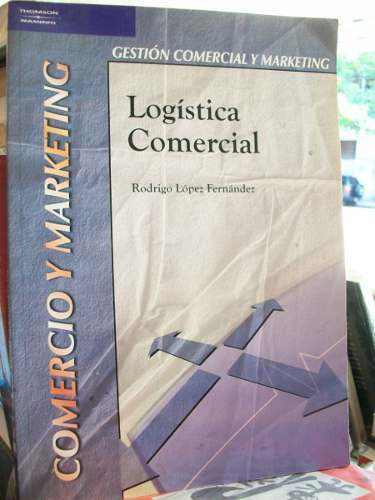 THOMSON
PARANINFO
GESTIÓN COMERCIAL Y MARKETING
Logística
Comercial
Rodrigo López Fernández
COMERCIO Y MARKETING